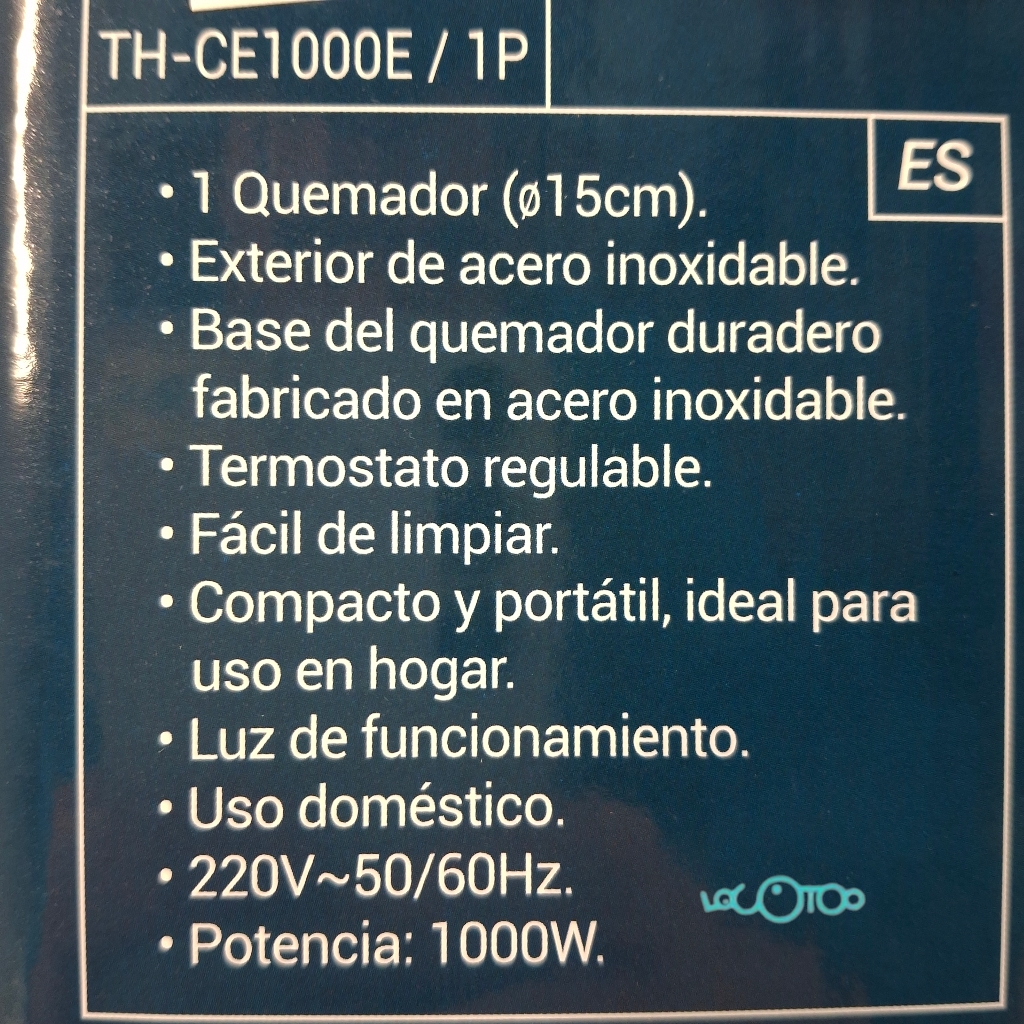 TH-CE1000E / 1P
ES
• 1 Quemador (ø15cm).
• Exterior de acero inoxidable.
• Base del quemador duradero
fabricado en acero inoxidable.
• Termostato regulable.
• Fácil de limpiar.
• Compacto y portátil, ideal para
uso en hogar.
• Luz de funcionamiento.
• Uso doméstico.
• 220V~50/60Hz.
• Potencia: 1000W.
LOCOTOO